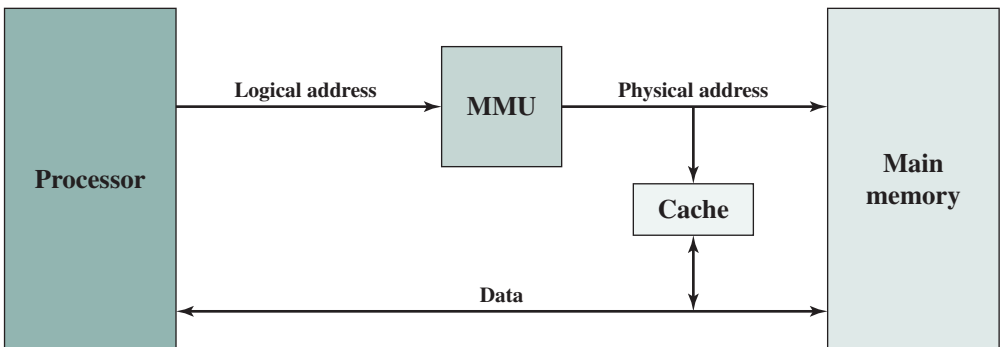 Logical address
MMU
Physical address
Processor
Main
memory
Cache
Data